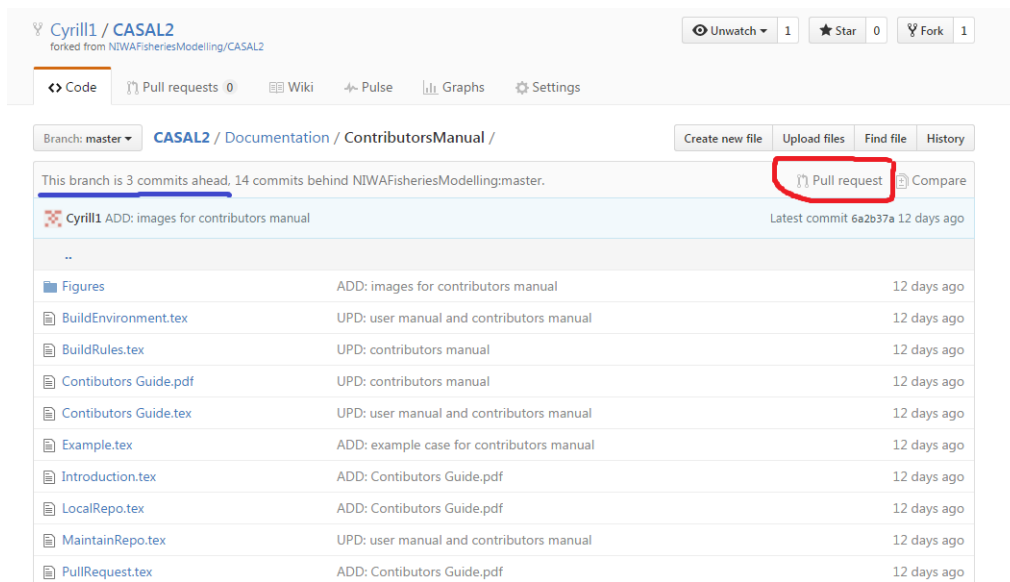 Cyrill1 / CASAL2
forked from NIWAFisheriesModelling/CASAL2
Unwatch 1 Star 0 Fork 1
Code Pull requests 0 Wiki Pulse Graphs Settings
Branch: master CASAL2 / Documentation / ContributorsManual /
Create new file Upload files Find file History
This branch is 3 commits ahead, 14 commits behind NIWAFisheriesModelling:master. Pull request Compare
Cyrill1 ADD: images for contributors manual Latest commit 6a2b37a 12 days ago
..
Figures ADD: images for contributors manual 12 days ago
BuildEnvironment.tex UPD: user manual and contributors manual 12 days ago
BuildRules.tex UPD: contributors manual 12 days ago
Contibutors Guide.pdf UPD: contributors manual 12 days ago
Contibutors Guide.tex UPD: user manual and contributors manual 12 days ago
Example.tex ADD: example case for contributors manual 12 days ago
Introduction.tex ADD: Contibutors Guide.pdf 12 days ago
LocalRepo.tex ADD: Contibutors Guide.pdf 12 days ago
MaintainRepo.tex UPD: user manual and contributors manual 12 days ago
PullRequest.tex ADD: Contibutors Guide.pdf 12 days ago